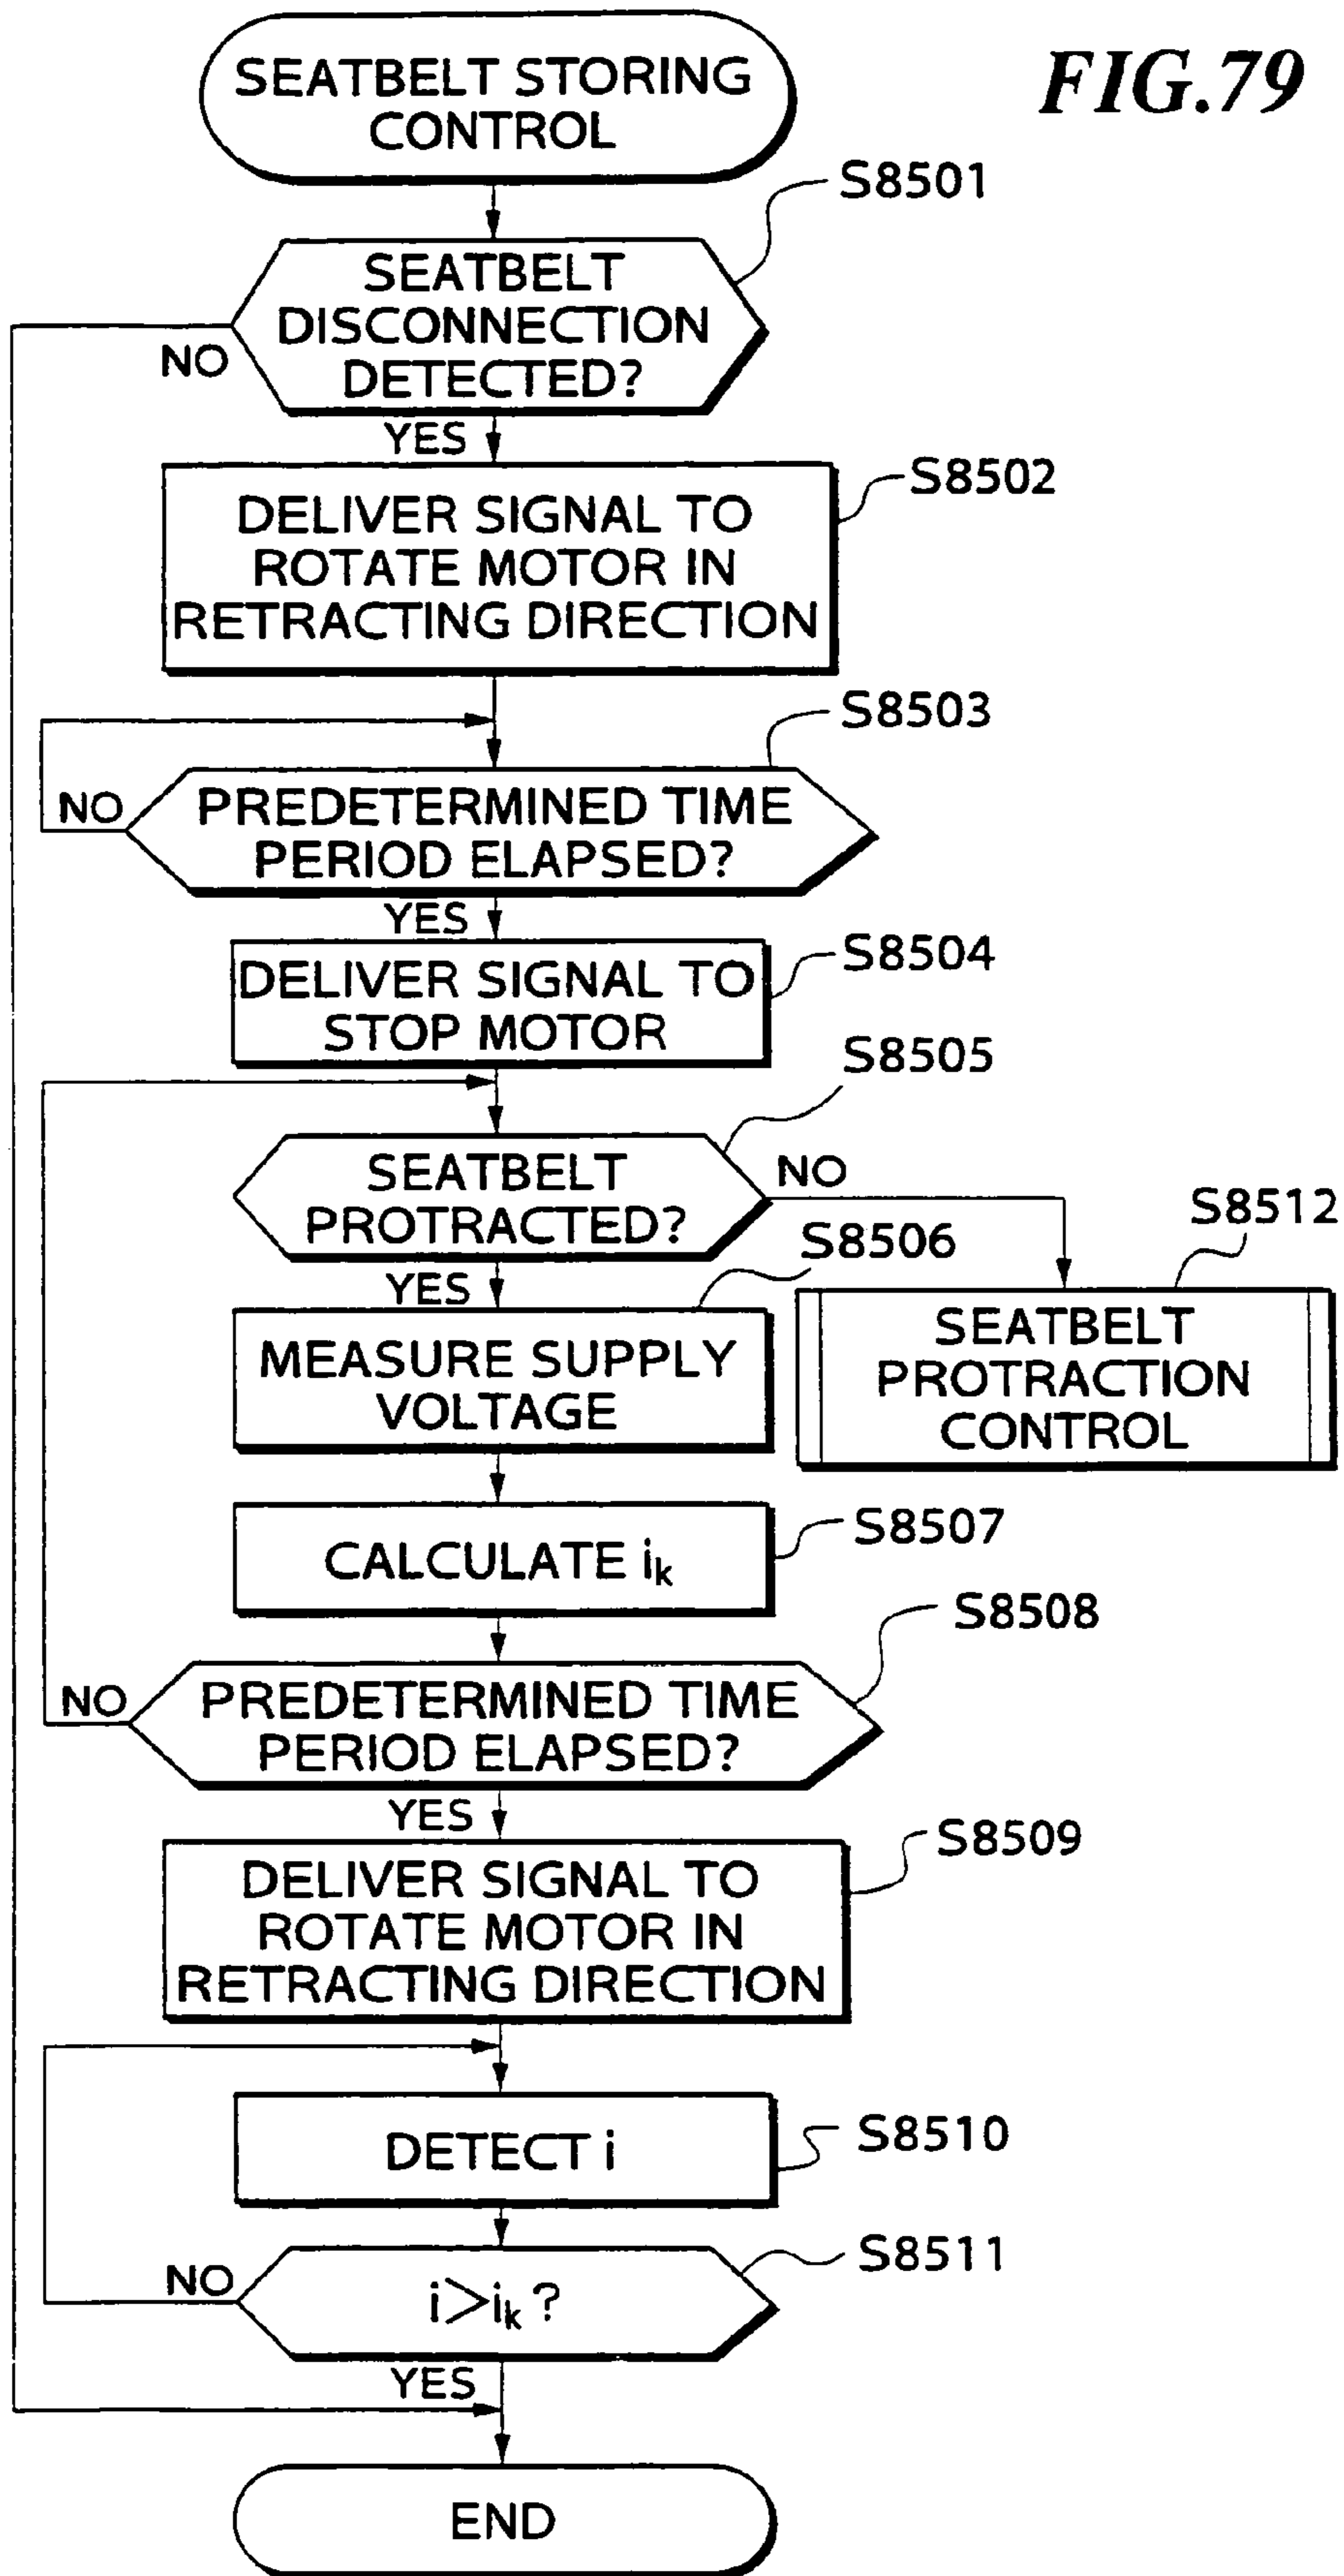 FIG.79
SEATBELT STORING
CONTROL
S8501
SEATBELT
DISCONNECTION
DETECTED?
NO
YES
S8502
DELIVER SIGNAL TO
ROTATE MOTOR IN
RETRACTING DIRECTION
S8503
PREDETERMINED TIME
PERIOD ELAPSED?
NO
YES
S8504
DELIVER SIGNAL TO
STOP MOTOR
S8505
SEATBELT
PROTRACTED?
NO
YES
S8512
SEATBELT
PROTRACTION
CONTROL
S8506
MEASURE SUPPLY
VOLTAGE
S8507
CALCULATE ik
S8508
PREDETERMINED TIME
PERIOD ELAPSED?
NO
YES
S8509
DELIVER SIGNAL TO
ROTATE MOTOR IN
RETRACTING DIRECTION
S8510
DETECT i
S8511
i>ik ?
NO
YES
END